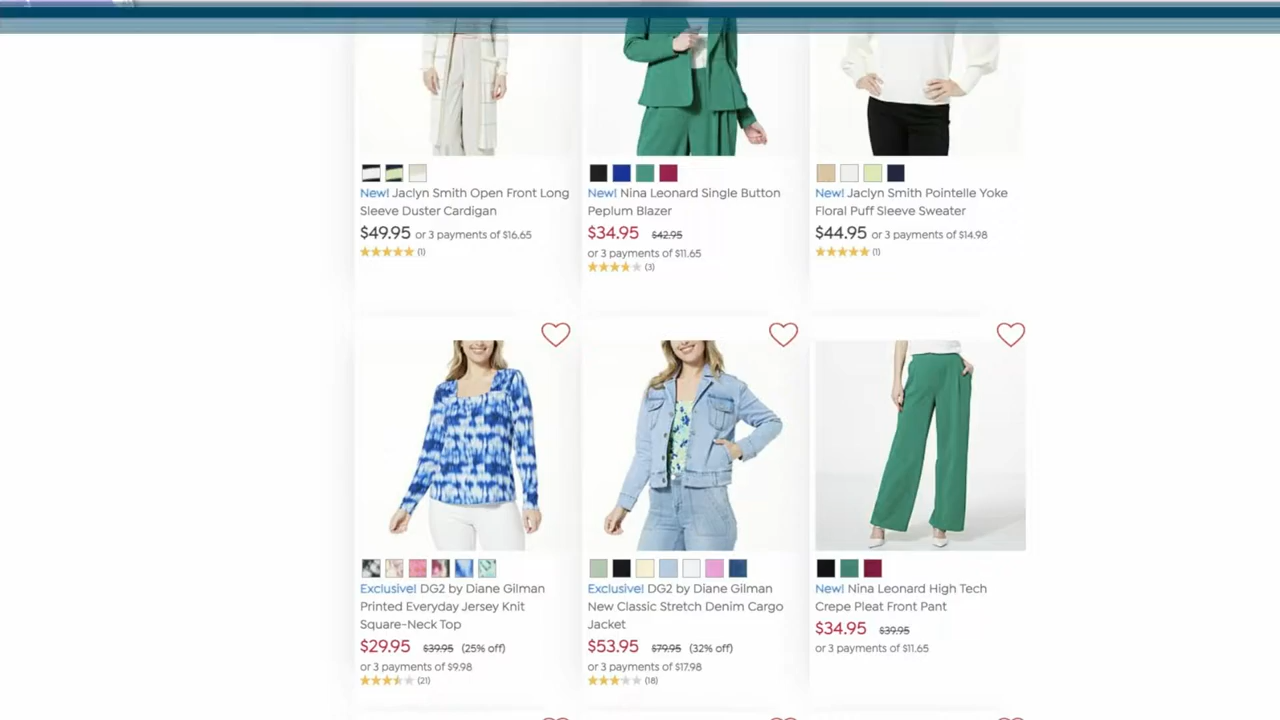 New! Jaclyn Smith Open Front Long
Sleeve Duster Cardigan
$49.95 or 3 payments of $16.65
(1)
New! Nina Leonard Single Button
Peplum Blazer
$34.95 $42.95
or 3 payments of $11.65
(3)
New! Jaclyn Smith Pointelle Yoke
Floral Puff Sleeve Sweater
$44.95 or 3 payments of $14.98
(1)
Exclusive! DG2 by Diane Gilman
Printed Everyday Jersey Knit
Square-Neck Top
$29.95 $39.95 (25% off)
or 3 payments of $9.98
(21)
Exclusive! DG2 by Diane Gilman
New Classic Stretch Denim Cargo
Jacket
$53.95 $79.95 (32% off)
or 3 payments of $17.98
(18)
New! Nina Leonard High Tech
Crepe Pleat Front Pant
$34.95 $39.95
or 3 payments of $11.65